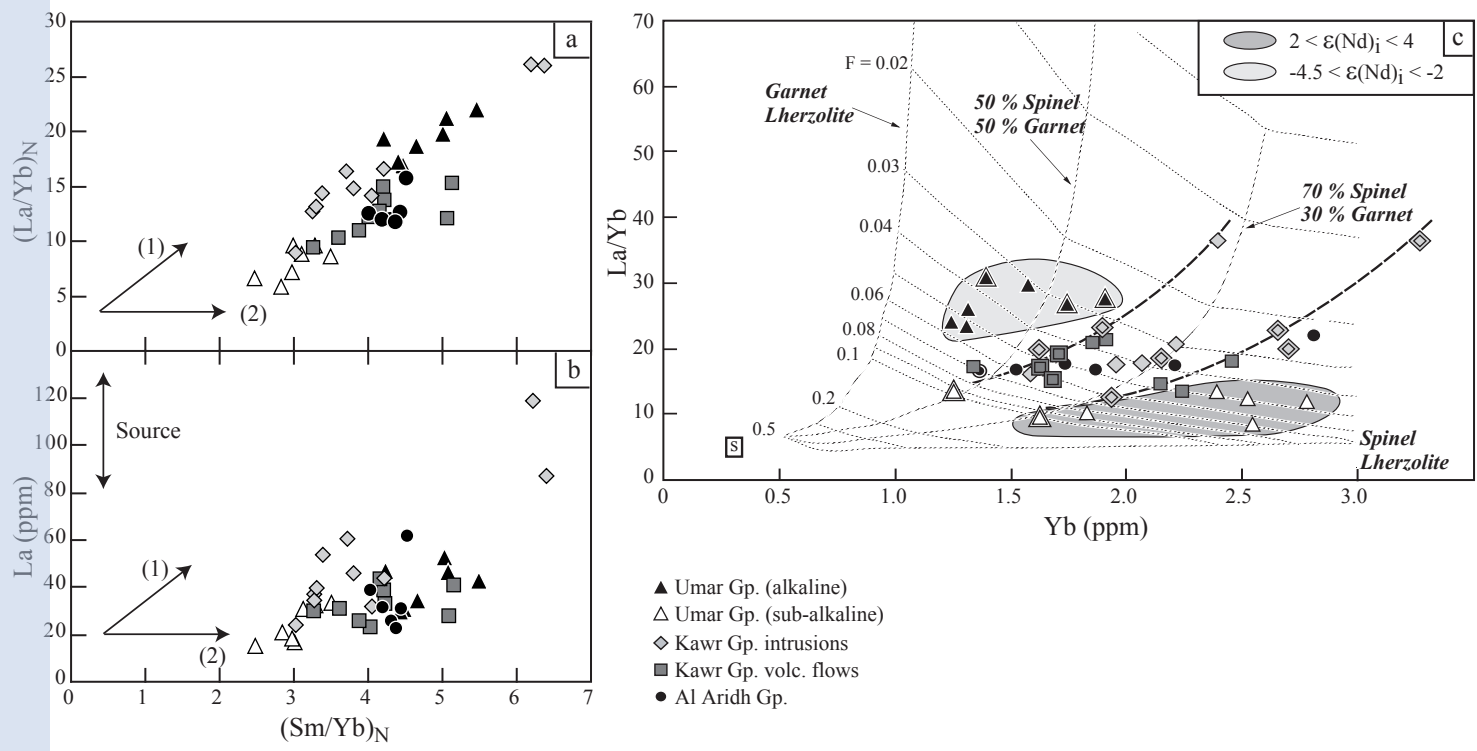 30
25
20
15
10
5
0
(La/Yb)N
a
(1)
(2)
120
100
80
60
40
20
0
La (ppm)
b
Source
(1)
(2)
0 1 2 3 4 5 6 7
(Sm/Yb)N
70
60
50
40
30
20
10
0
La/Yb
c
2 < ε(Nd)i < 4
-4.5 < ε(Nd)i < -2
F = 0.02
Garnet
Lherzolite
50 % Spinel
50 % Garnet
0.03
70 % Spinel
30 % Garnet
0.04
0.06
0.08
0.1
0.2
0.5
S
Spinel
Lherzolite
0 0.5 1.0 1.5 2.0 2.5 3.0
Yb (ppm)
Umar Gp. (alkaline)
Umar Gp. (sub-alkaline)
Kawr Gp. intrusions
Kawr Gp. volc. flows
Al Aridh Gp.